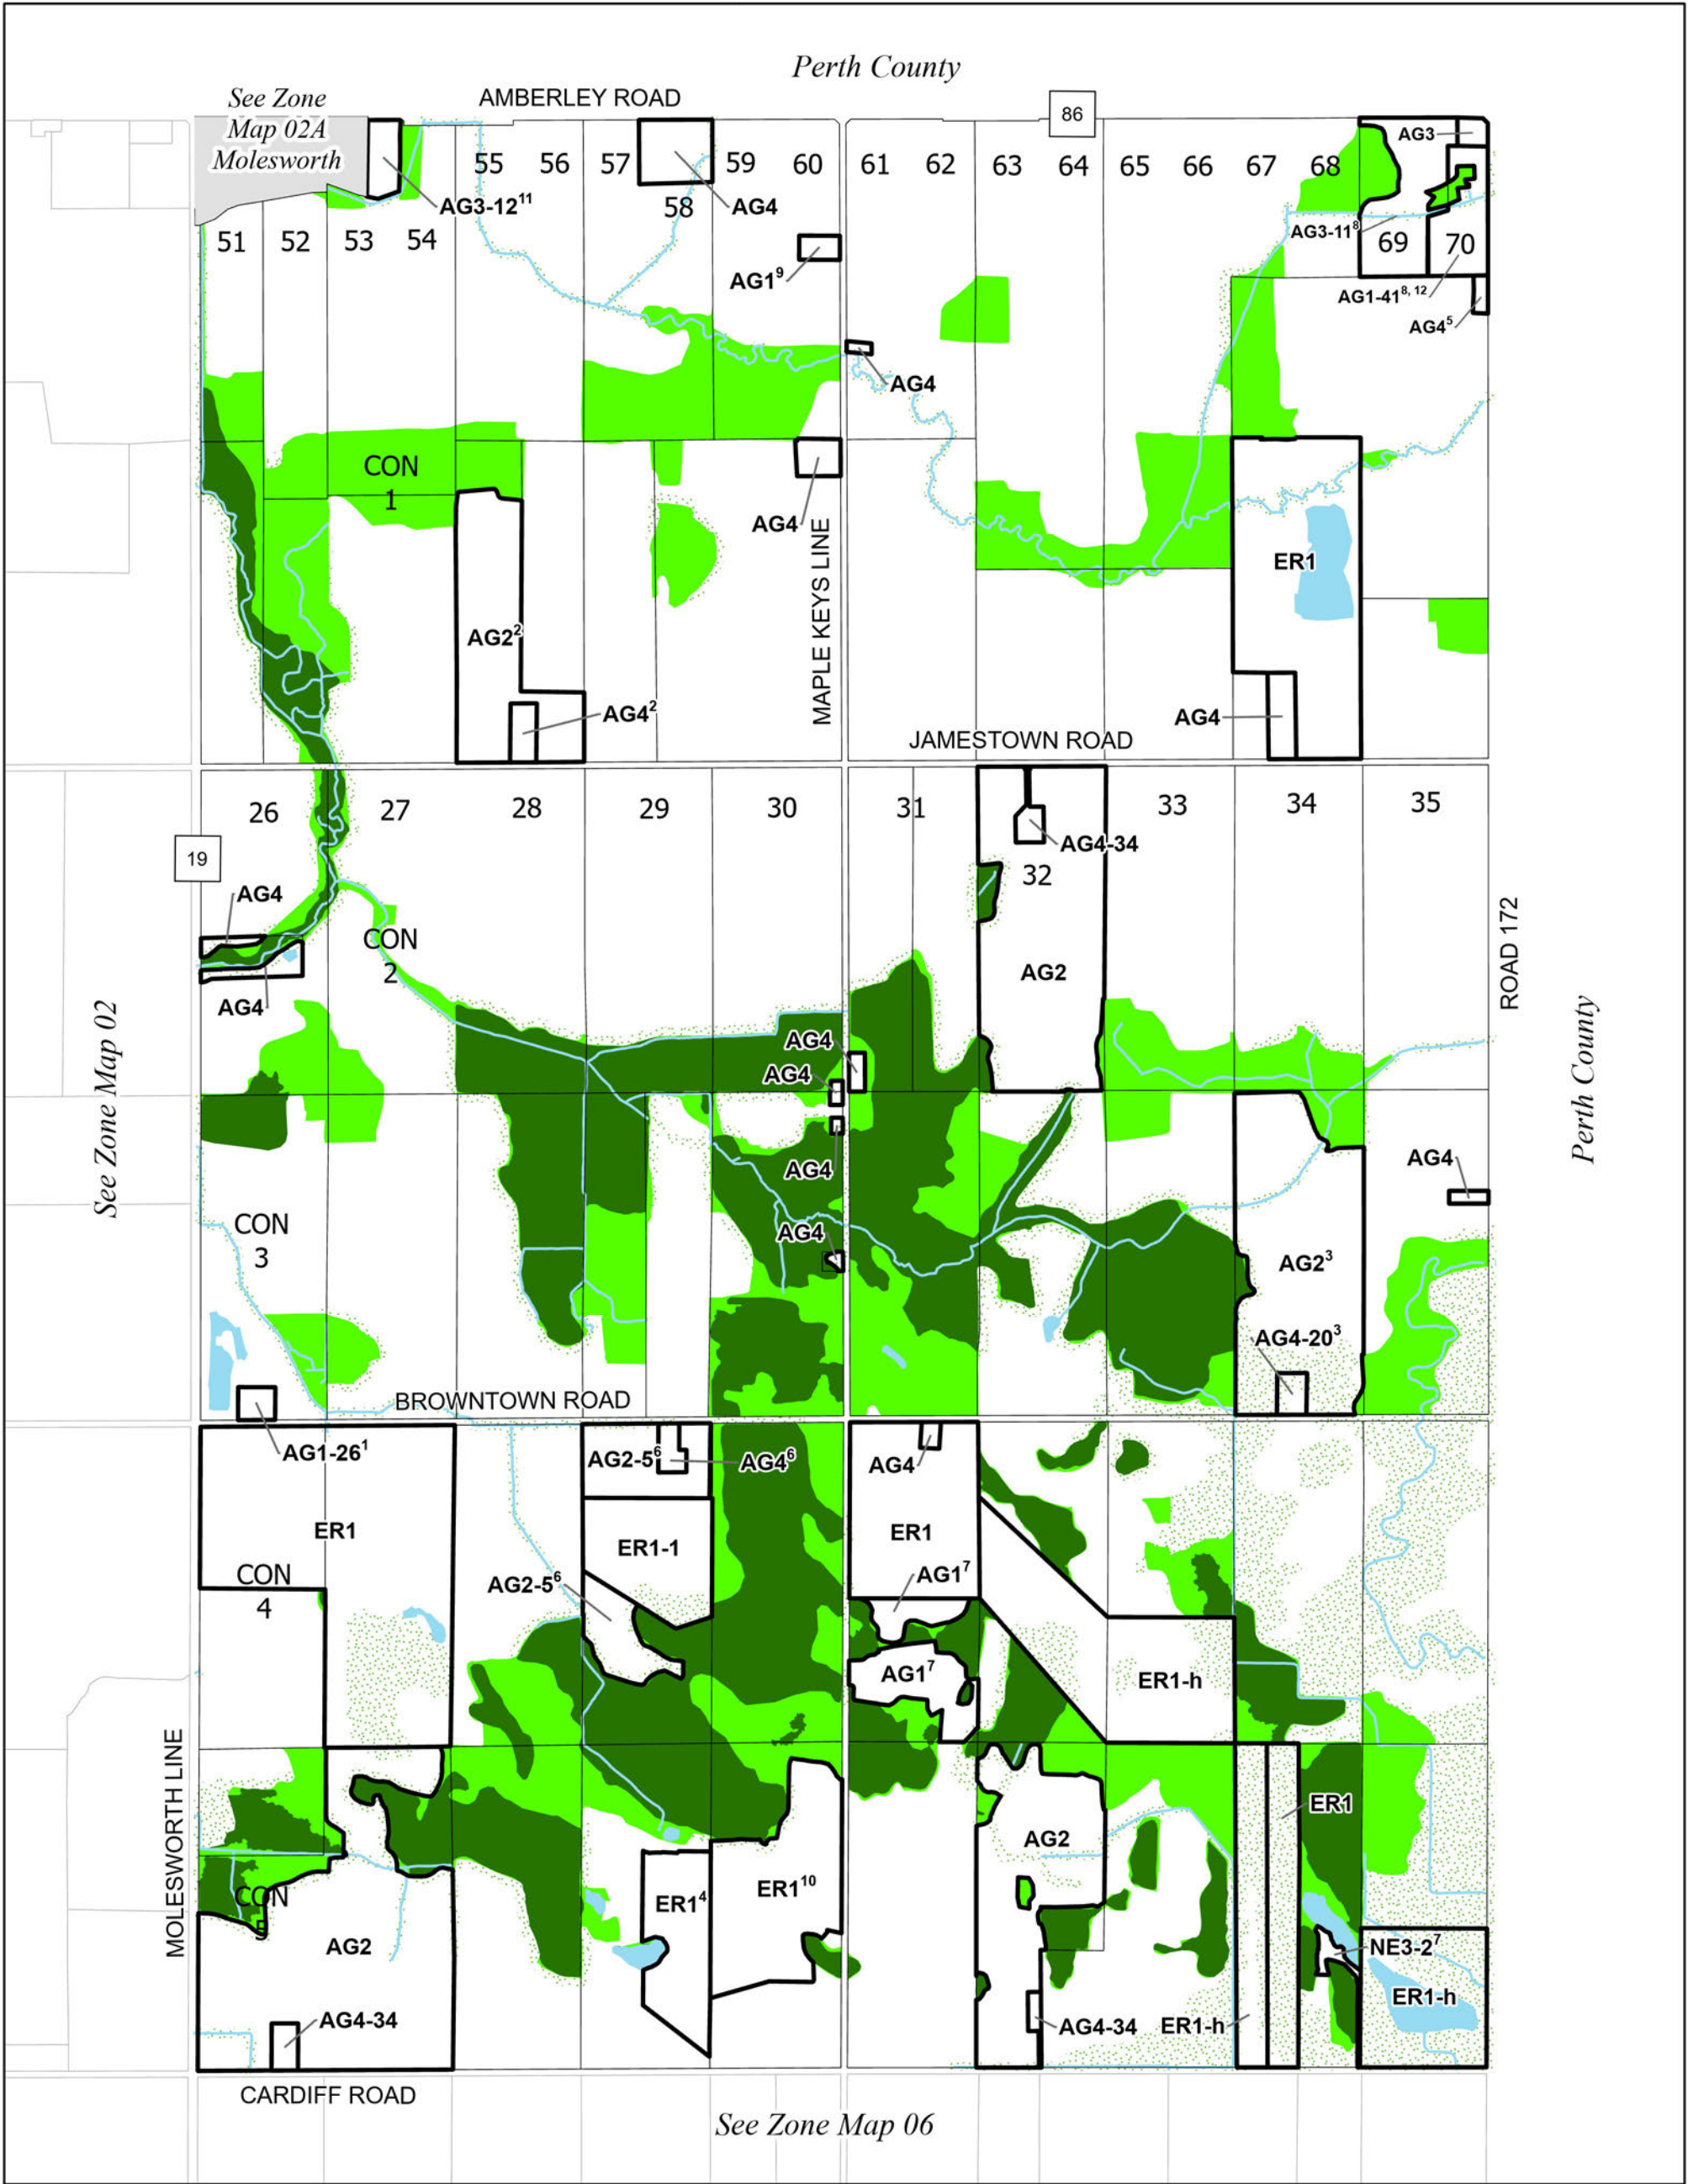 Perth County
See Zone
Map 02A
Molesworth
AMBERLEY ROAD
86
AG3
55 56 57 59 60 61 62 63 64 65 66 67 68
AG3-12¹¹
58
AG4
AG3-11⁸
51 52 53 54
69 70
AG1⁹
AG1-41⁸, ¹²
AG4⁵
AG4
CON
1
AG4
MAPLE KEYS LINE
ER1
AG2²
AG4²
AG4
JAMESTOWN ROAD
26 27 28 29 30 31 33 34 35
19
AG4-34
32
AG4
CON
2
AG2
ROAD 172
AG4
See Zone Map 02
Perth County
AG4
AG4
AG4
AG4
CON
3
AG4
AG2³
AG4-20³
BROWNTOWN ROAD
AG1-26¹
AG2-5⁶
AG4⁶
AG4
ER1
ER1-1
ER1
CON
4
AG2-5⁶
AG1⁷
AG1⁷
ER1-h
MOLESWORTH LINE
ER1
AG2
ER1⁴
ER1¹⁰
CON
5
AG2
NE3-2⁷
ER1-h
AG4-34
AG4-34
ER1-h
CARDIFF ROAD
See Zone Map 06